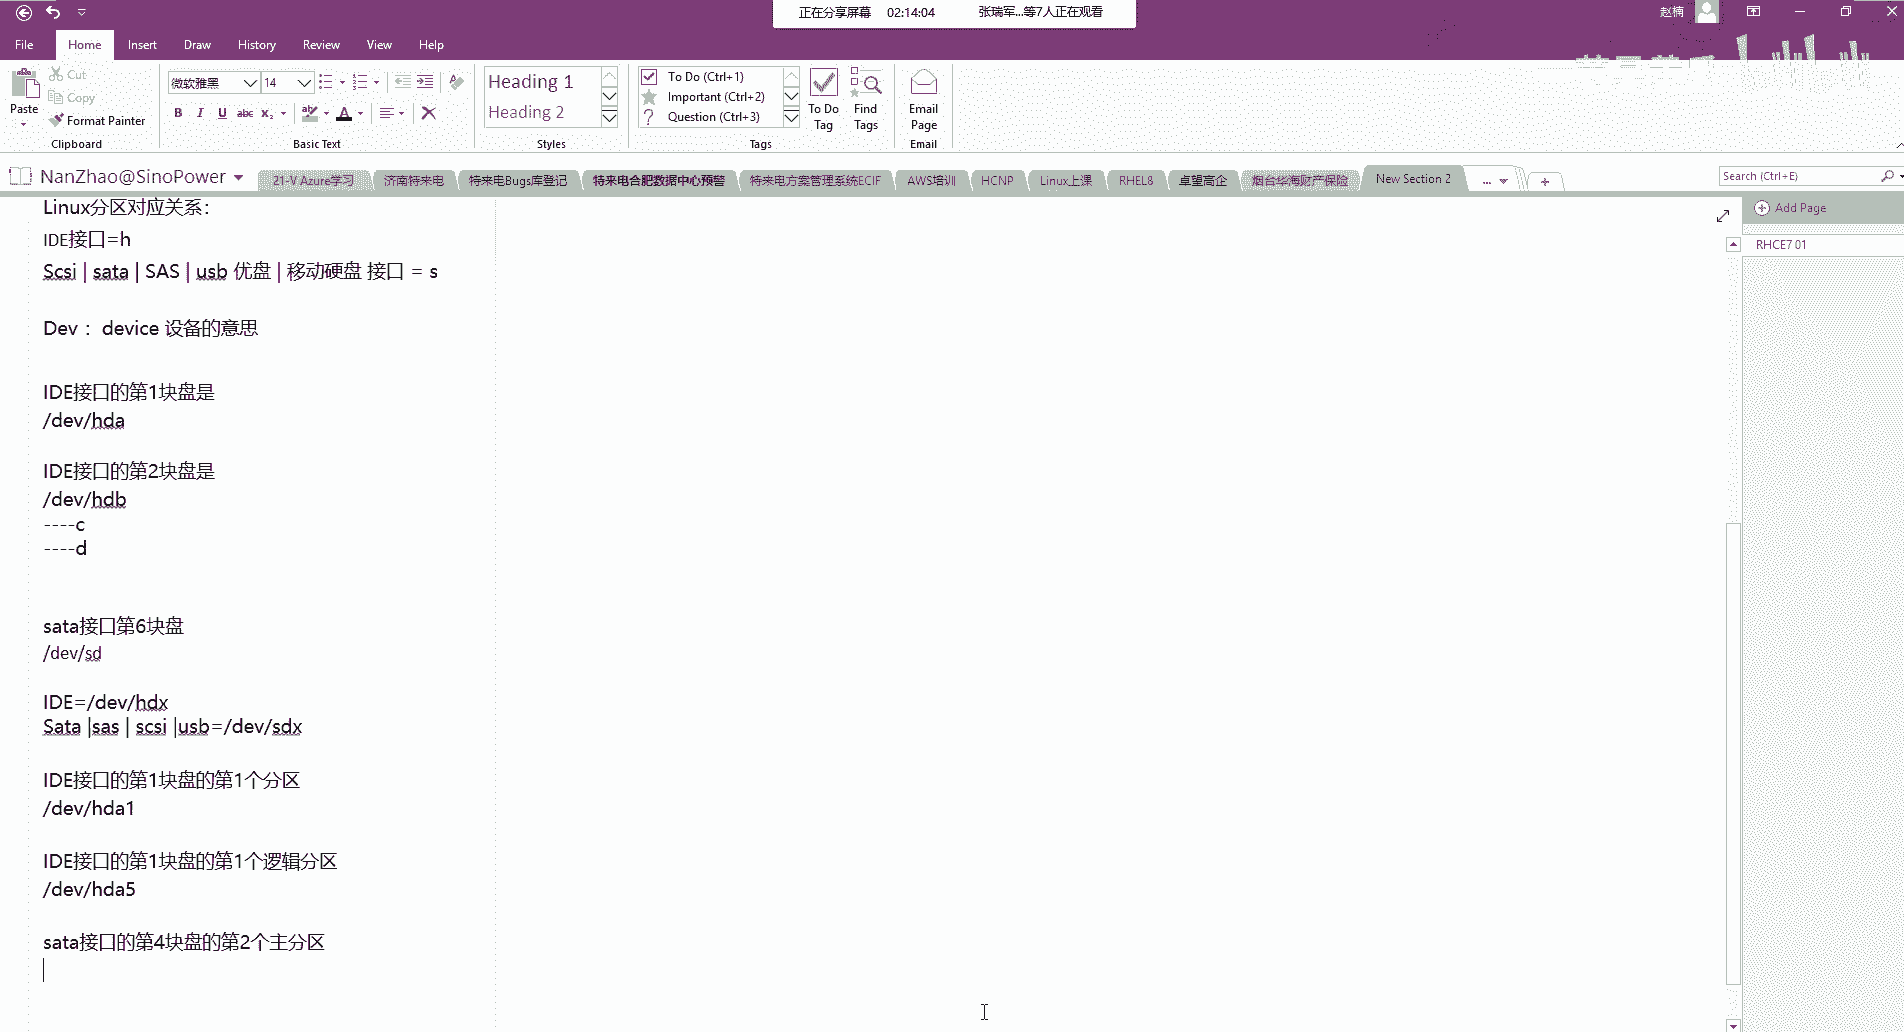 正在分享屏幕 02:14:04 张瑞军...等7人正在观看
赵楠
File Home Insert Draw History Review View Help
Paste
Cut
Copy
Format Painter
Clipboard
微软雅黑 14
B I U abc x₂ A
Basic Text
Heading 1
Heading 2
Styles
To Do (Ctrl+1)
Important (Ctrl+2)
Question (Ctrl+3)
To Do Tag
Find Tags
Tags
Email Page
Email
NanZhao@SinoPower
21-V Azure学习 济南特来电 特来电Bugs库登记 特来电合肥数据中心预警 特来电方案管理系统ECIF AWS培训 HCNP Linux上课 RHEL8 卓望高企 烟台华海财产保险 New Section 2 ...
Search (Ctrl+E)
Add Page
RHCE7 01
Linux分区对应关系：
IDE接口=h
Scsi | sata | SAS | usb 优盘 | 移动硬盘 接口 = s
Dev： device 设备的意思
IDE接口的第1块盘是
/dev/hda
IDE接口的第2块盘是
/dev/hdb
----c
----d
sata接口第6块盘
/dev/sd
IDE=/dev/hdx
Sata |sas | scsi |usb=/dev/sdx
IDE接口的第1块盘的第1个分区
/dev/hda1
IDE接口的第1块盘的第1个逻辑分区
/dev/hda5
sata接口的第4块盘的第2个主分区